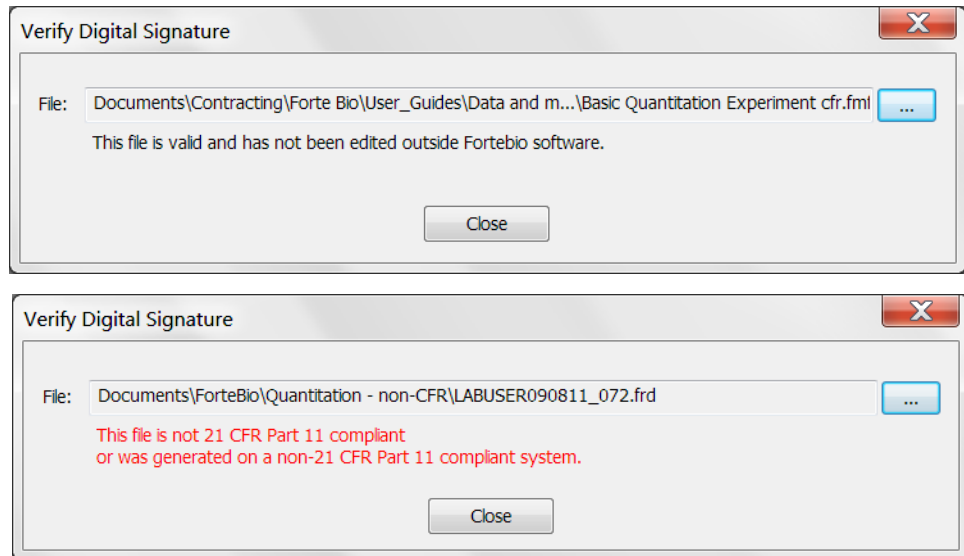 Verify Digital Signature
X
File: Documents\Contracting\Forte Bio\User_Guides\Data and m...\Basic Quantitation Experiment cfr.fm ...
This file is valid and has not been edited outside Fortebio software.
Close
Verify Digital Signature
X
File: Documents\ForteBio\Quantitation - non-CFR\LABUSER090811_072.frd ...
This file is not 21 CFR Part 11 compliant
or was generated on a non-21 CFR Part 11 compliant system.
Close